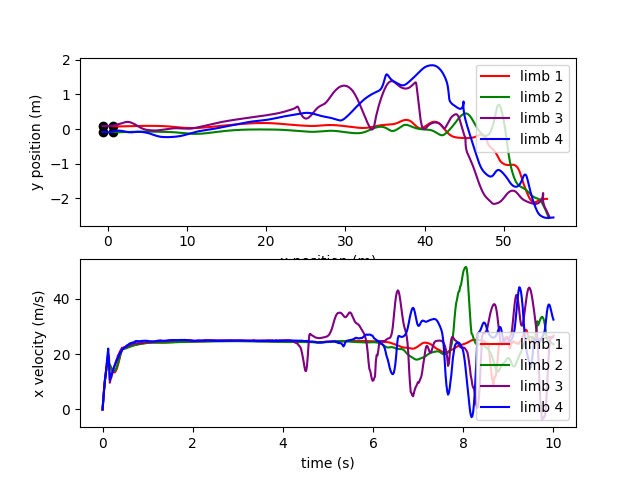 2
1
0
−1
−2
y position (m)
limb 1
limb 2
limb 3
limb 4
0 10 20 30 40 50
x position (m)
40
20
0
x velocity (m/s)
limb 1
limb 2
limb 3
limb 4
0 2 4 6 8 10
time (s)